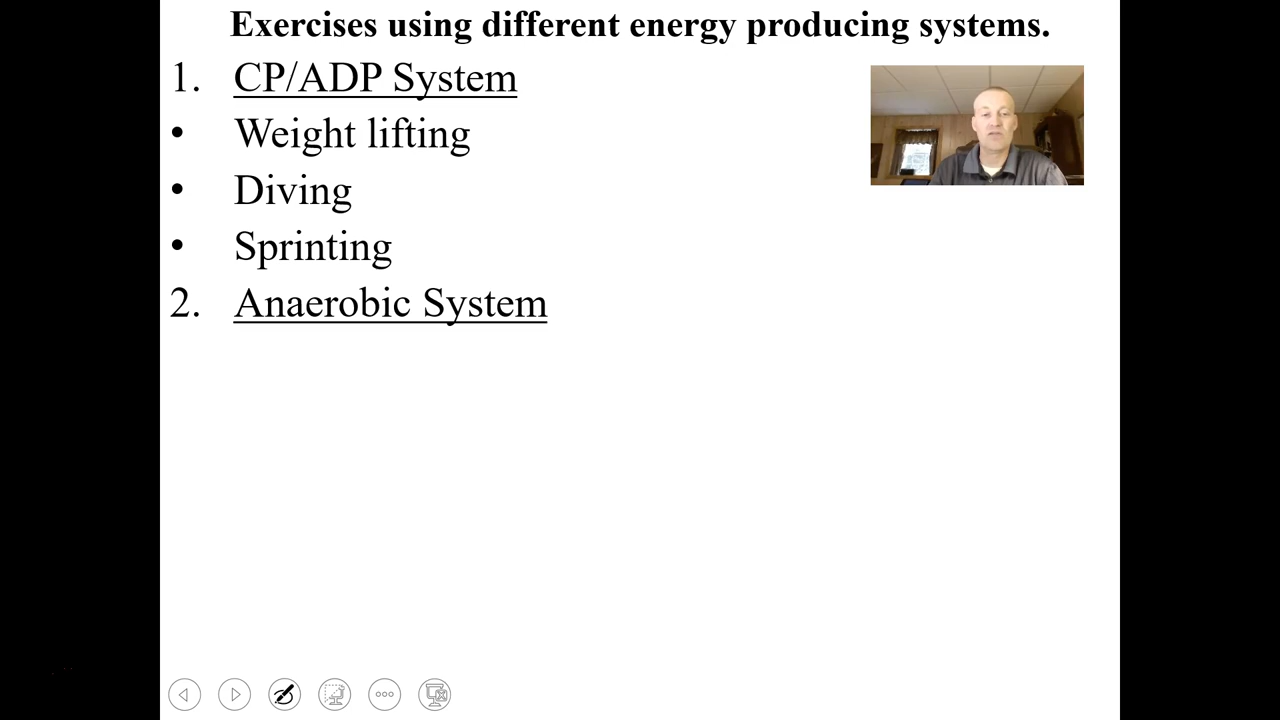 Exercises using different energy producing systems.
1. CP/ADP System
• Weight lifting
• Diving
• Sprinting
2. Anaerobic System